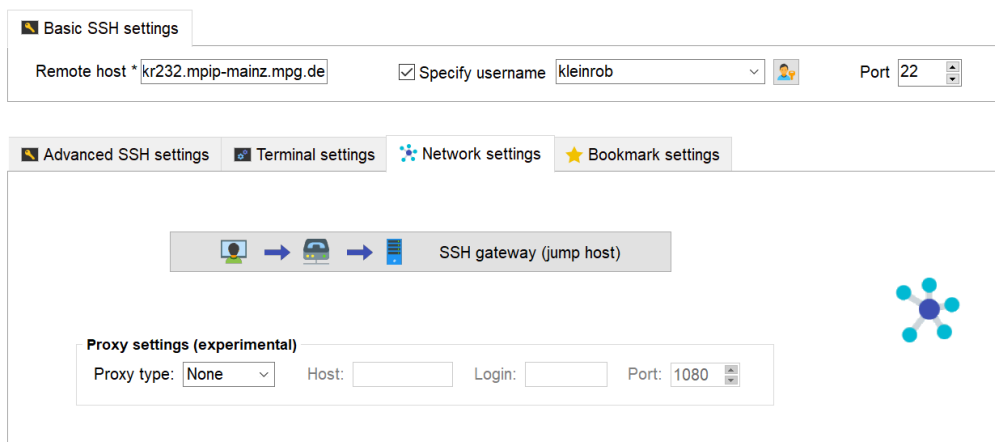 Basic SSH settings
Remote host * kr232.mpip-mainz.mpg.de Specify username kleinrob Port 22
Advanced SSH settings Terminal settings Network settings Bookmark settings
SSH gateway (jump host)
Proxy settings (experimental)
Proxy type: None Host: Login: Port: 1080